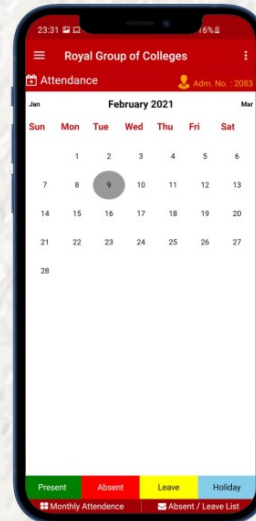 23:31 16%
Royal Group of Colleges
Attendance Adm. No. : 2083
Jan February 2021 Mar
Sun Mon Tue Wed Thu Fri Sat
1 2 3 4 5 6
7 8 9 10 11 12 13
14 15 16 17 18 19 20
21 22 23 24 25 26 27
28
Present Absent Leave Holiday
Monthly Attendence Absent / Leave List